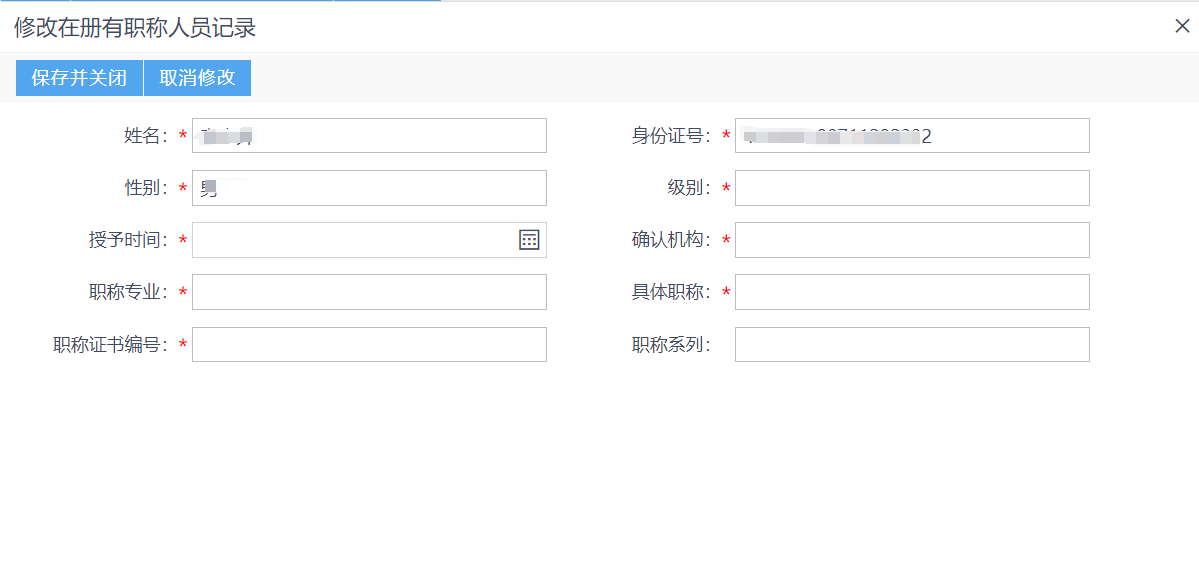 修改在册有职称人员记录
保存并关闭 取消修改
姓名：* 身份证号：*
性别：* 男 级别：*
授予时间：* 确认机构：*
职称专业：* 具体职称：*
职称证书编号：* 职称系列：